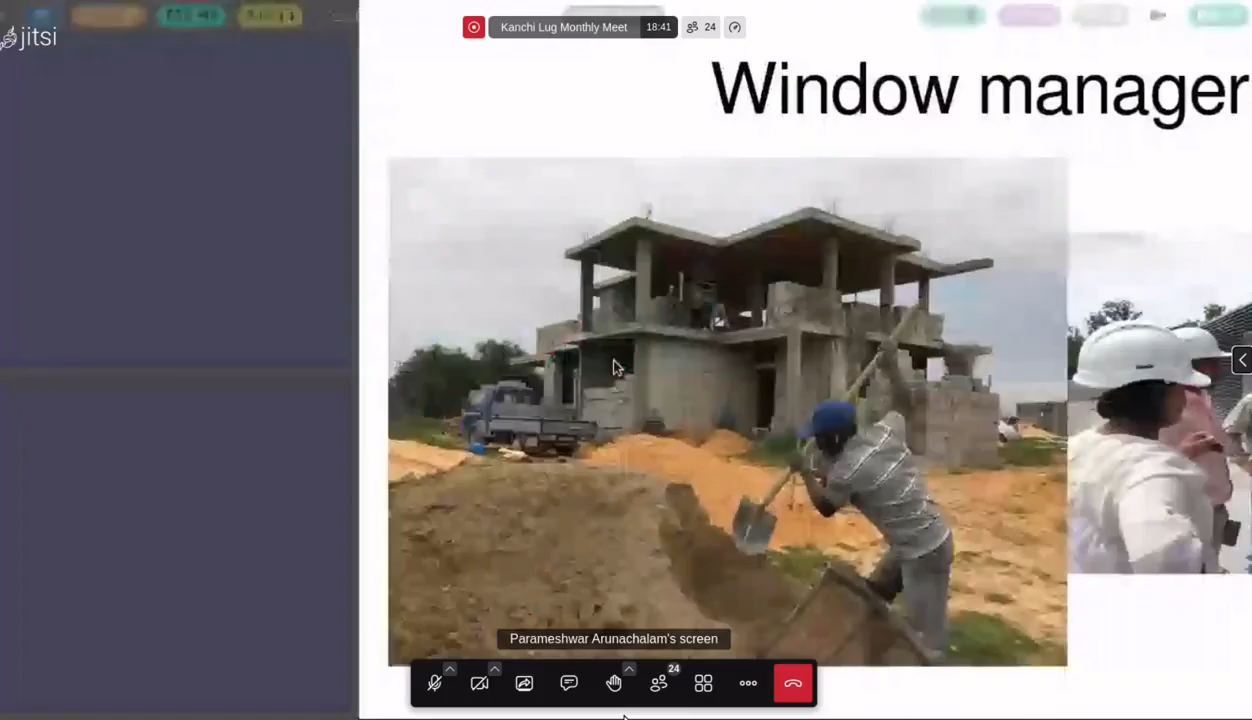 jitsi
Kanchi Lug Monthly Meet
18:41
24
Window manager
Parameshwar Arunachalam's screen
24